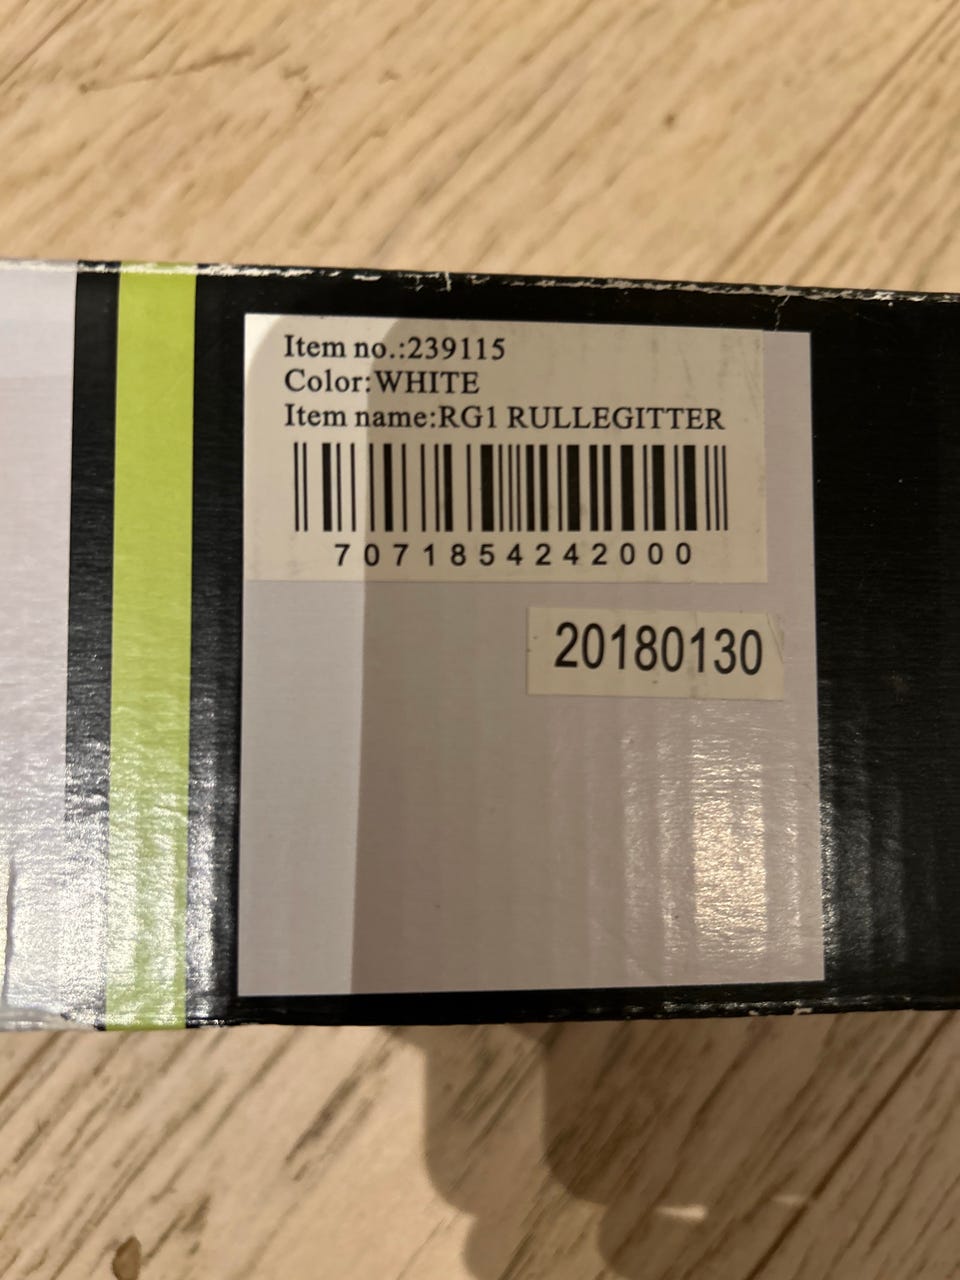 Item no.:239115
Color:WHITE
Item name:RG1 RULLEGITTER
7071854242000
20180130